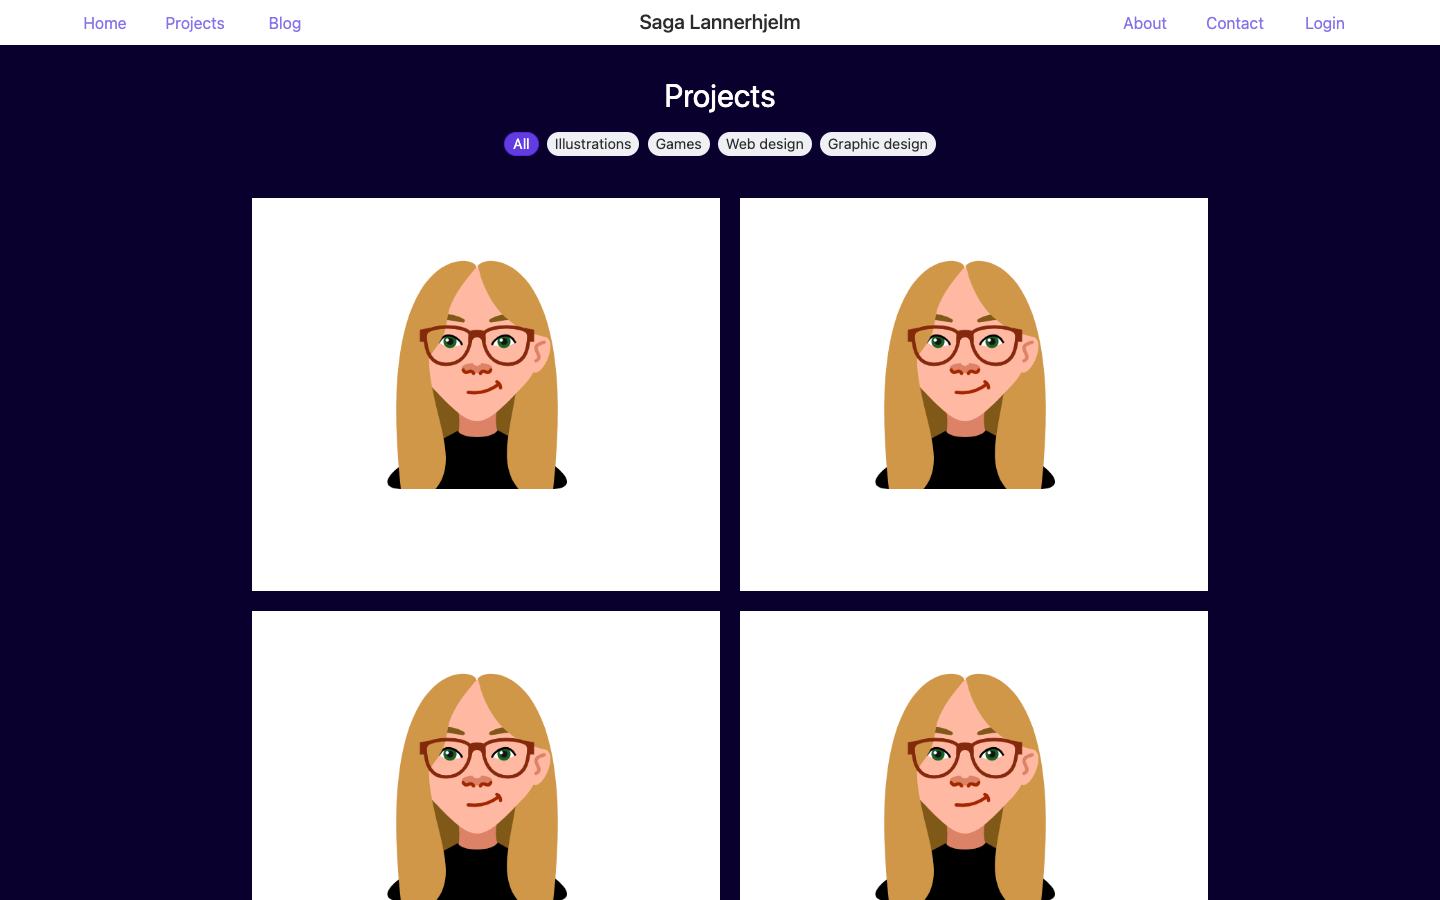 Home Projects Blog Saga Lannerhjelm About Contact Login
Projects
All Illustrations Games Web design Graphic design